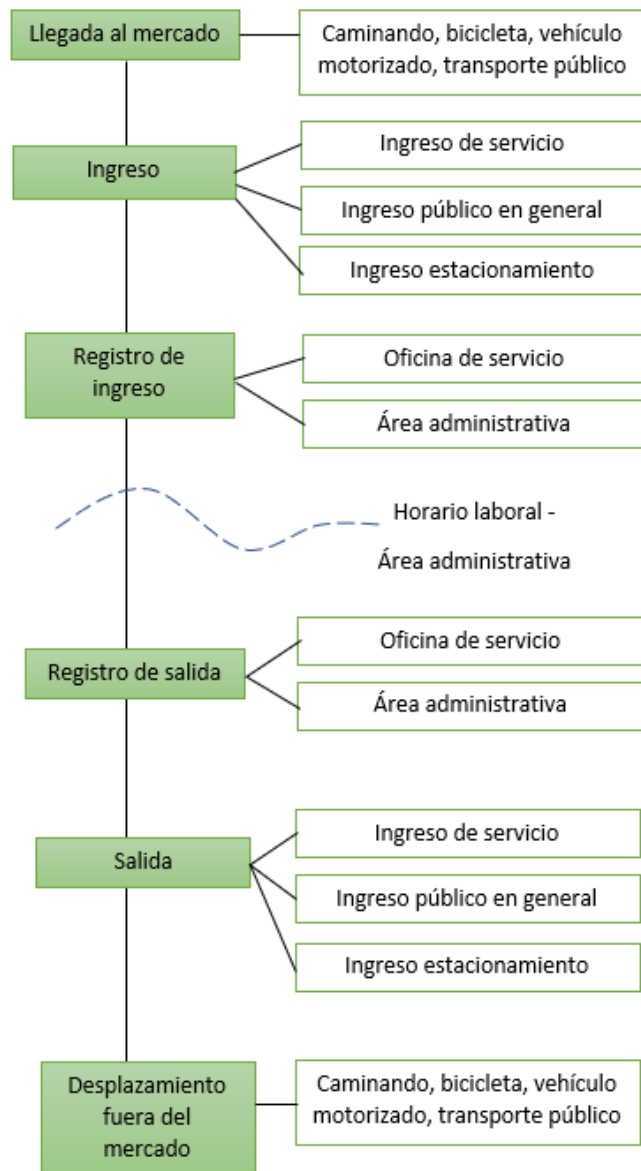 Llegada al mercado
Caminando, bicicleta, vehículo
motorizado, transporte público
Ingreso
Ingreso de servicio
Ingreso público en general
Ingreso estacionamiento
Registro de
ingreso
Oficina de servicio
Área administrativa
Horario laboral -
Área administrativa
Registro de salida
Oficina de servicio
Área administrativa
Salida
Ingreso de servicio
Ingreso público en general
Ingreso estacionamiento
Desplazamiento
fuera del
mercado
Caminando, bicicleta, vehículo
motorizado, transporte público